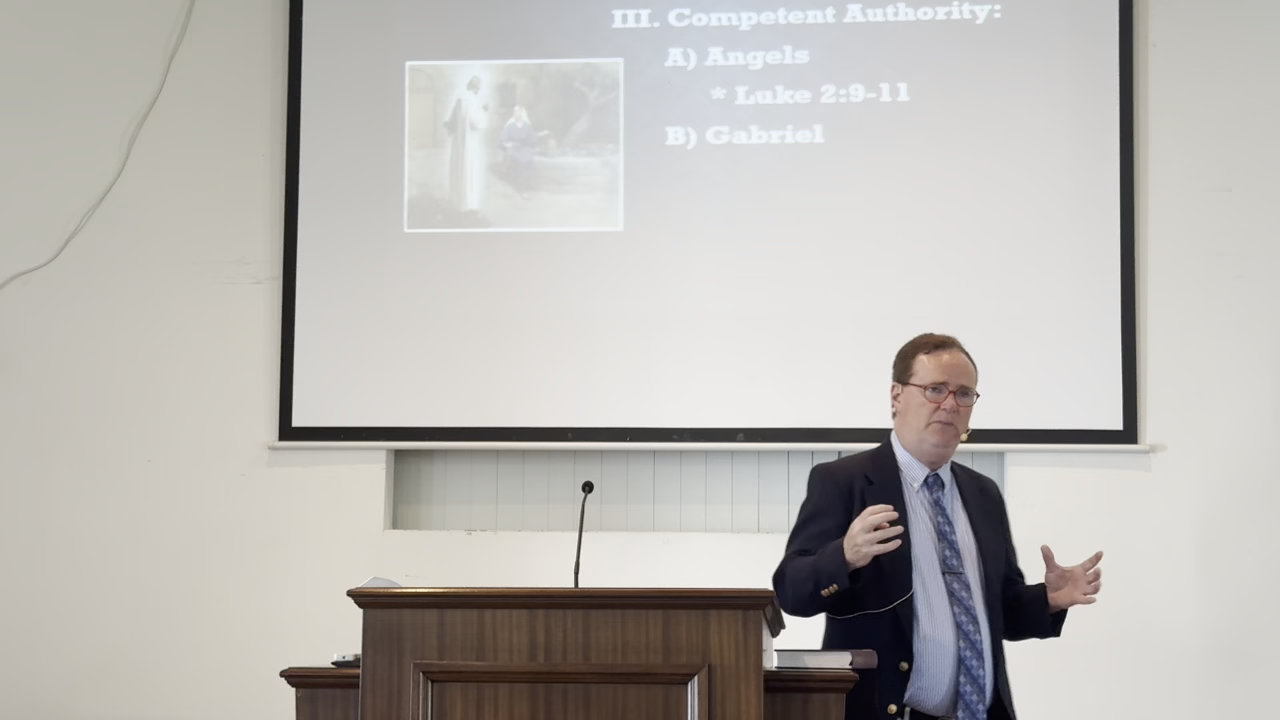 III. Competent Authority:
A) Angels
* Luke 2:9-11
B) Gabriel